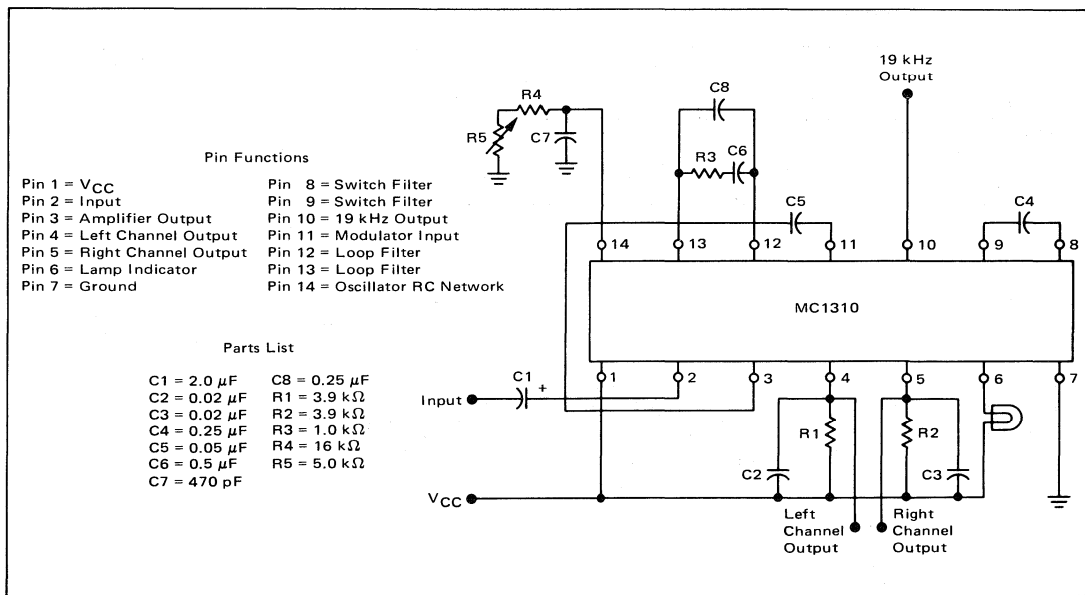 19 kHz
Output
R4
C8
R5
C7
R3
C6
C5
C4
14
13
12
11
10
9
8
MC1310
Pin Functions
Pin 1 = VCC
Pin 2 = Input
Pin 3 = Amplifier Output
Pin 4 = Left Channel Output
Pin 5 = Right Channel Output
Pin 6 = Lamp Indicator
Pin 7 = Ground
Pin 8 = Switch Filter
Pin 9 = Switch Filter
Pin 10 = 19 kHz Output
Pin 11 = Modulator Input
Pin 12 = Loop Filter
Pin 13 = Loop Filter
Pin 14 = Oscillator RC Network
Parts List
C1 = 2.0 μF
C2 = 0.02 μF
C3 = 0.02 μF
C4 = 0.25 μF
C5 = 0.05 μF
C6 = 0.5 μF
C7 = 470 pF
C8 = 0.25 μF
R1 = 3.9 kΩ
R2 = 3.9 kΩ
R3 = 1.0 kΩ
R4 = 16 kΩ
R5 = 5.0 kΩ
1
2
3
4
5
6
7
Input
C1
+
R1
R2
C2
C3
VCC
Left
Channel
Output
Right
Channel
Output